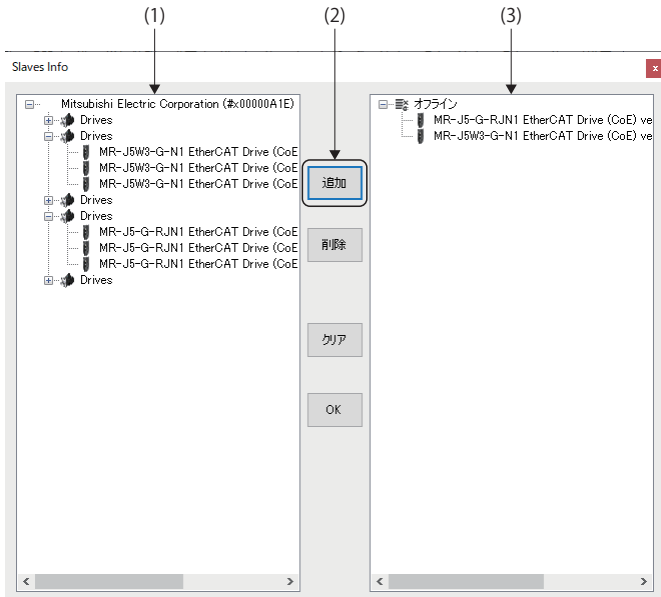 (1) (2) (3)
Slaves Info
x
Mitsubishi Electric Corporation (#x00000A1E)
Drives
Drives
MR-J5W3-G-N1 EtherCAT Drive (CoE
MR-J5W3-G-N1 EtherCAT Drive (CoE
MR-J5W3-G-N1 EtherCAT Drive (CoE
Drives
Drives
MR-J5-G-RJN1 EtherCAT Drive (CoE
MR-J5-G-RJN1 EtherCAT Drive (CoE
MR-J5-G-RJN1 EtherCAT Drive (CoE
Drives
追加
削除
クリア
OK
オフライン
MR-J5-G-RJN1 EtherCAT Drive (CoE) ve
MR-J5W3-G-N1 EtherCAT Drive (CoE) ve